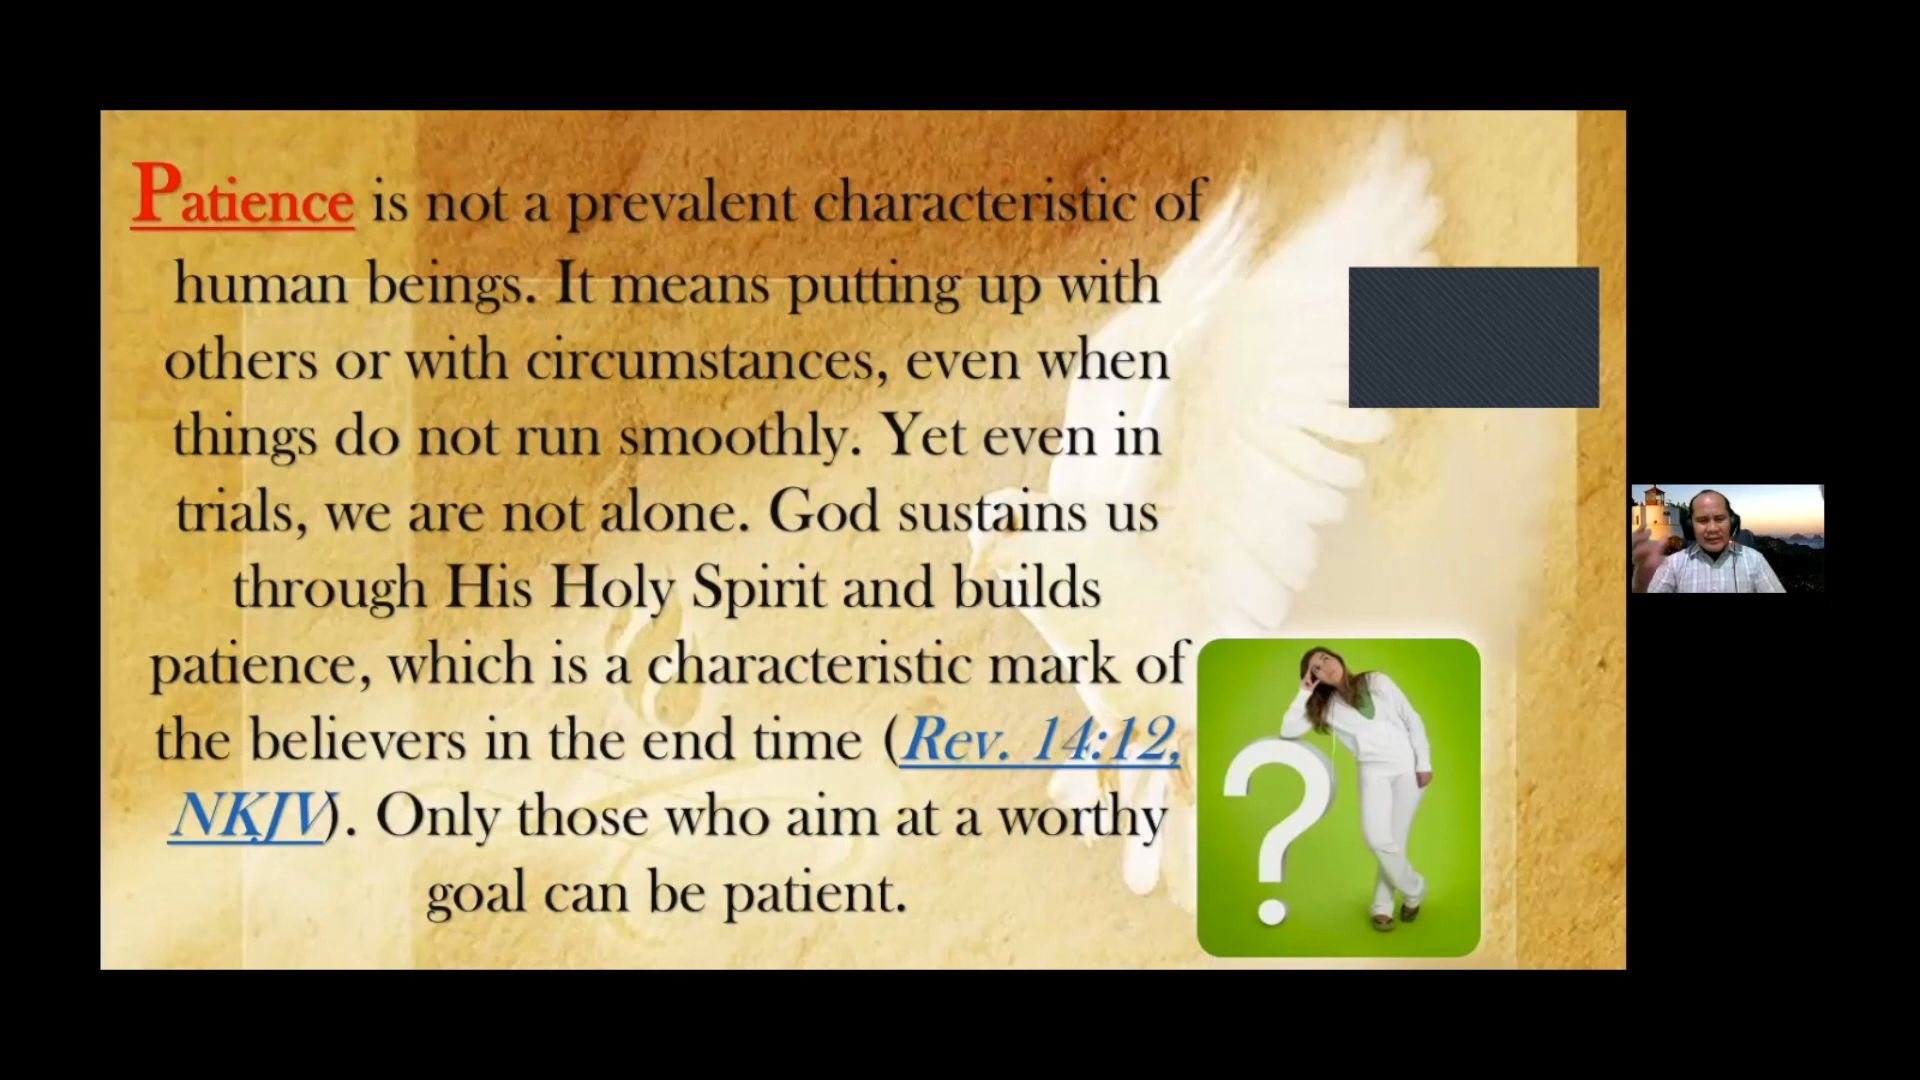 Patience is not a prevalent characteristic of
human beings. It means putting up with
others or with circumstances, even when
things do not run smoothly. Yet even in
trials, we are not alone. God sustains us
through His Holy Spirit and builds
patience, which is a characteristic mark of
the believers in the end time (Rev. 14:12,
NKJV). Only those who aim at a worthy
goal can be patient.
?